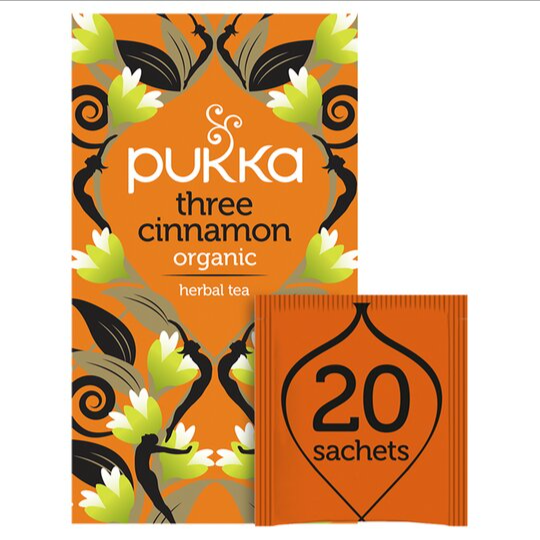 pukka
three
cinnamon
organic
herbal tea
20
sachets